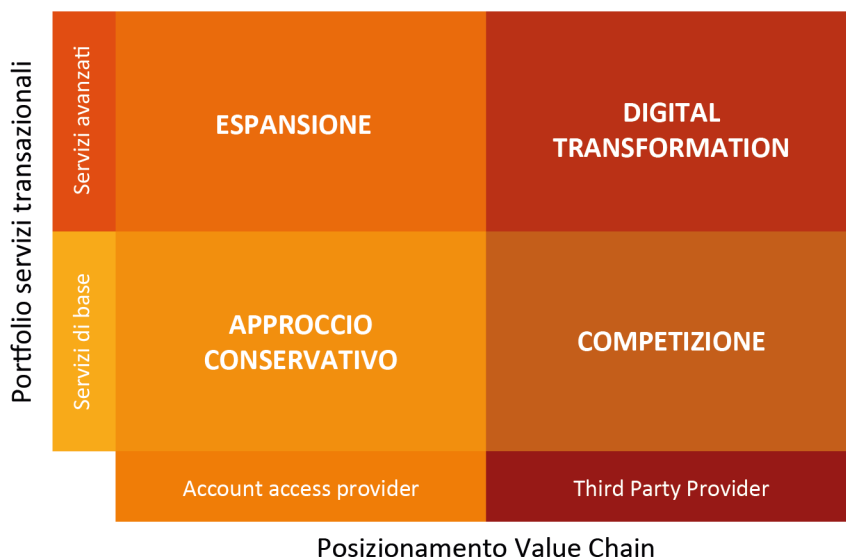 Portfolio servizi transazionali
Servizi avanzati
ESPANSIONE
DIGITAL
TRANSFORMATION
Servizi di base
APPROCCIO
CONSERVATIVO
COMPETIZIONE
Account access provider
Third Party Provider
Posizionamento Value Chain